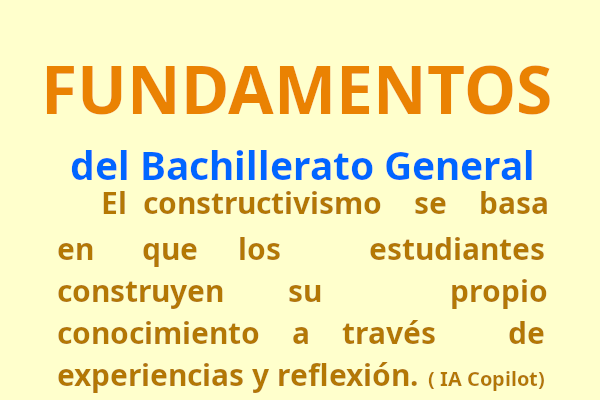 FUNDAMENTOS
del Bachillerato General
El constructivismo se basa
en que los estudiantes
construyen su propio
conocimiento a través de
experiencias y reflexión. ( IA Copilot)